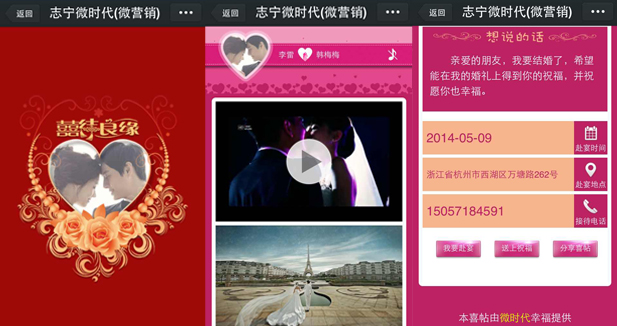 返回
志宁微时代(微营销)
囍结良缘
返回
志宁微时代(微营销)
李雷
韩梅梅
返回
志宁微时代(微营销)
想说的话
亲爱的朋友，我要结婚了，希望
能在我的婚礼上得到你的祝福，并祝
愿你也幸福。
2014-05-09
赴宴时间
浙江省杭州市西湖区万塘路262号
赴宴地点
15057184591
接待电话
我要赴宴
送上祝福
分享喜帖
本喜帖由微时代幸福提供